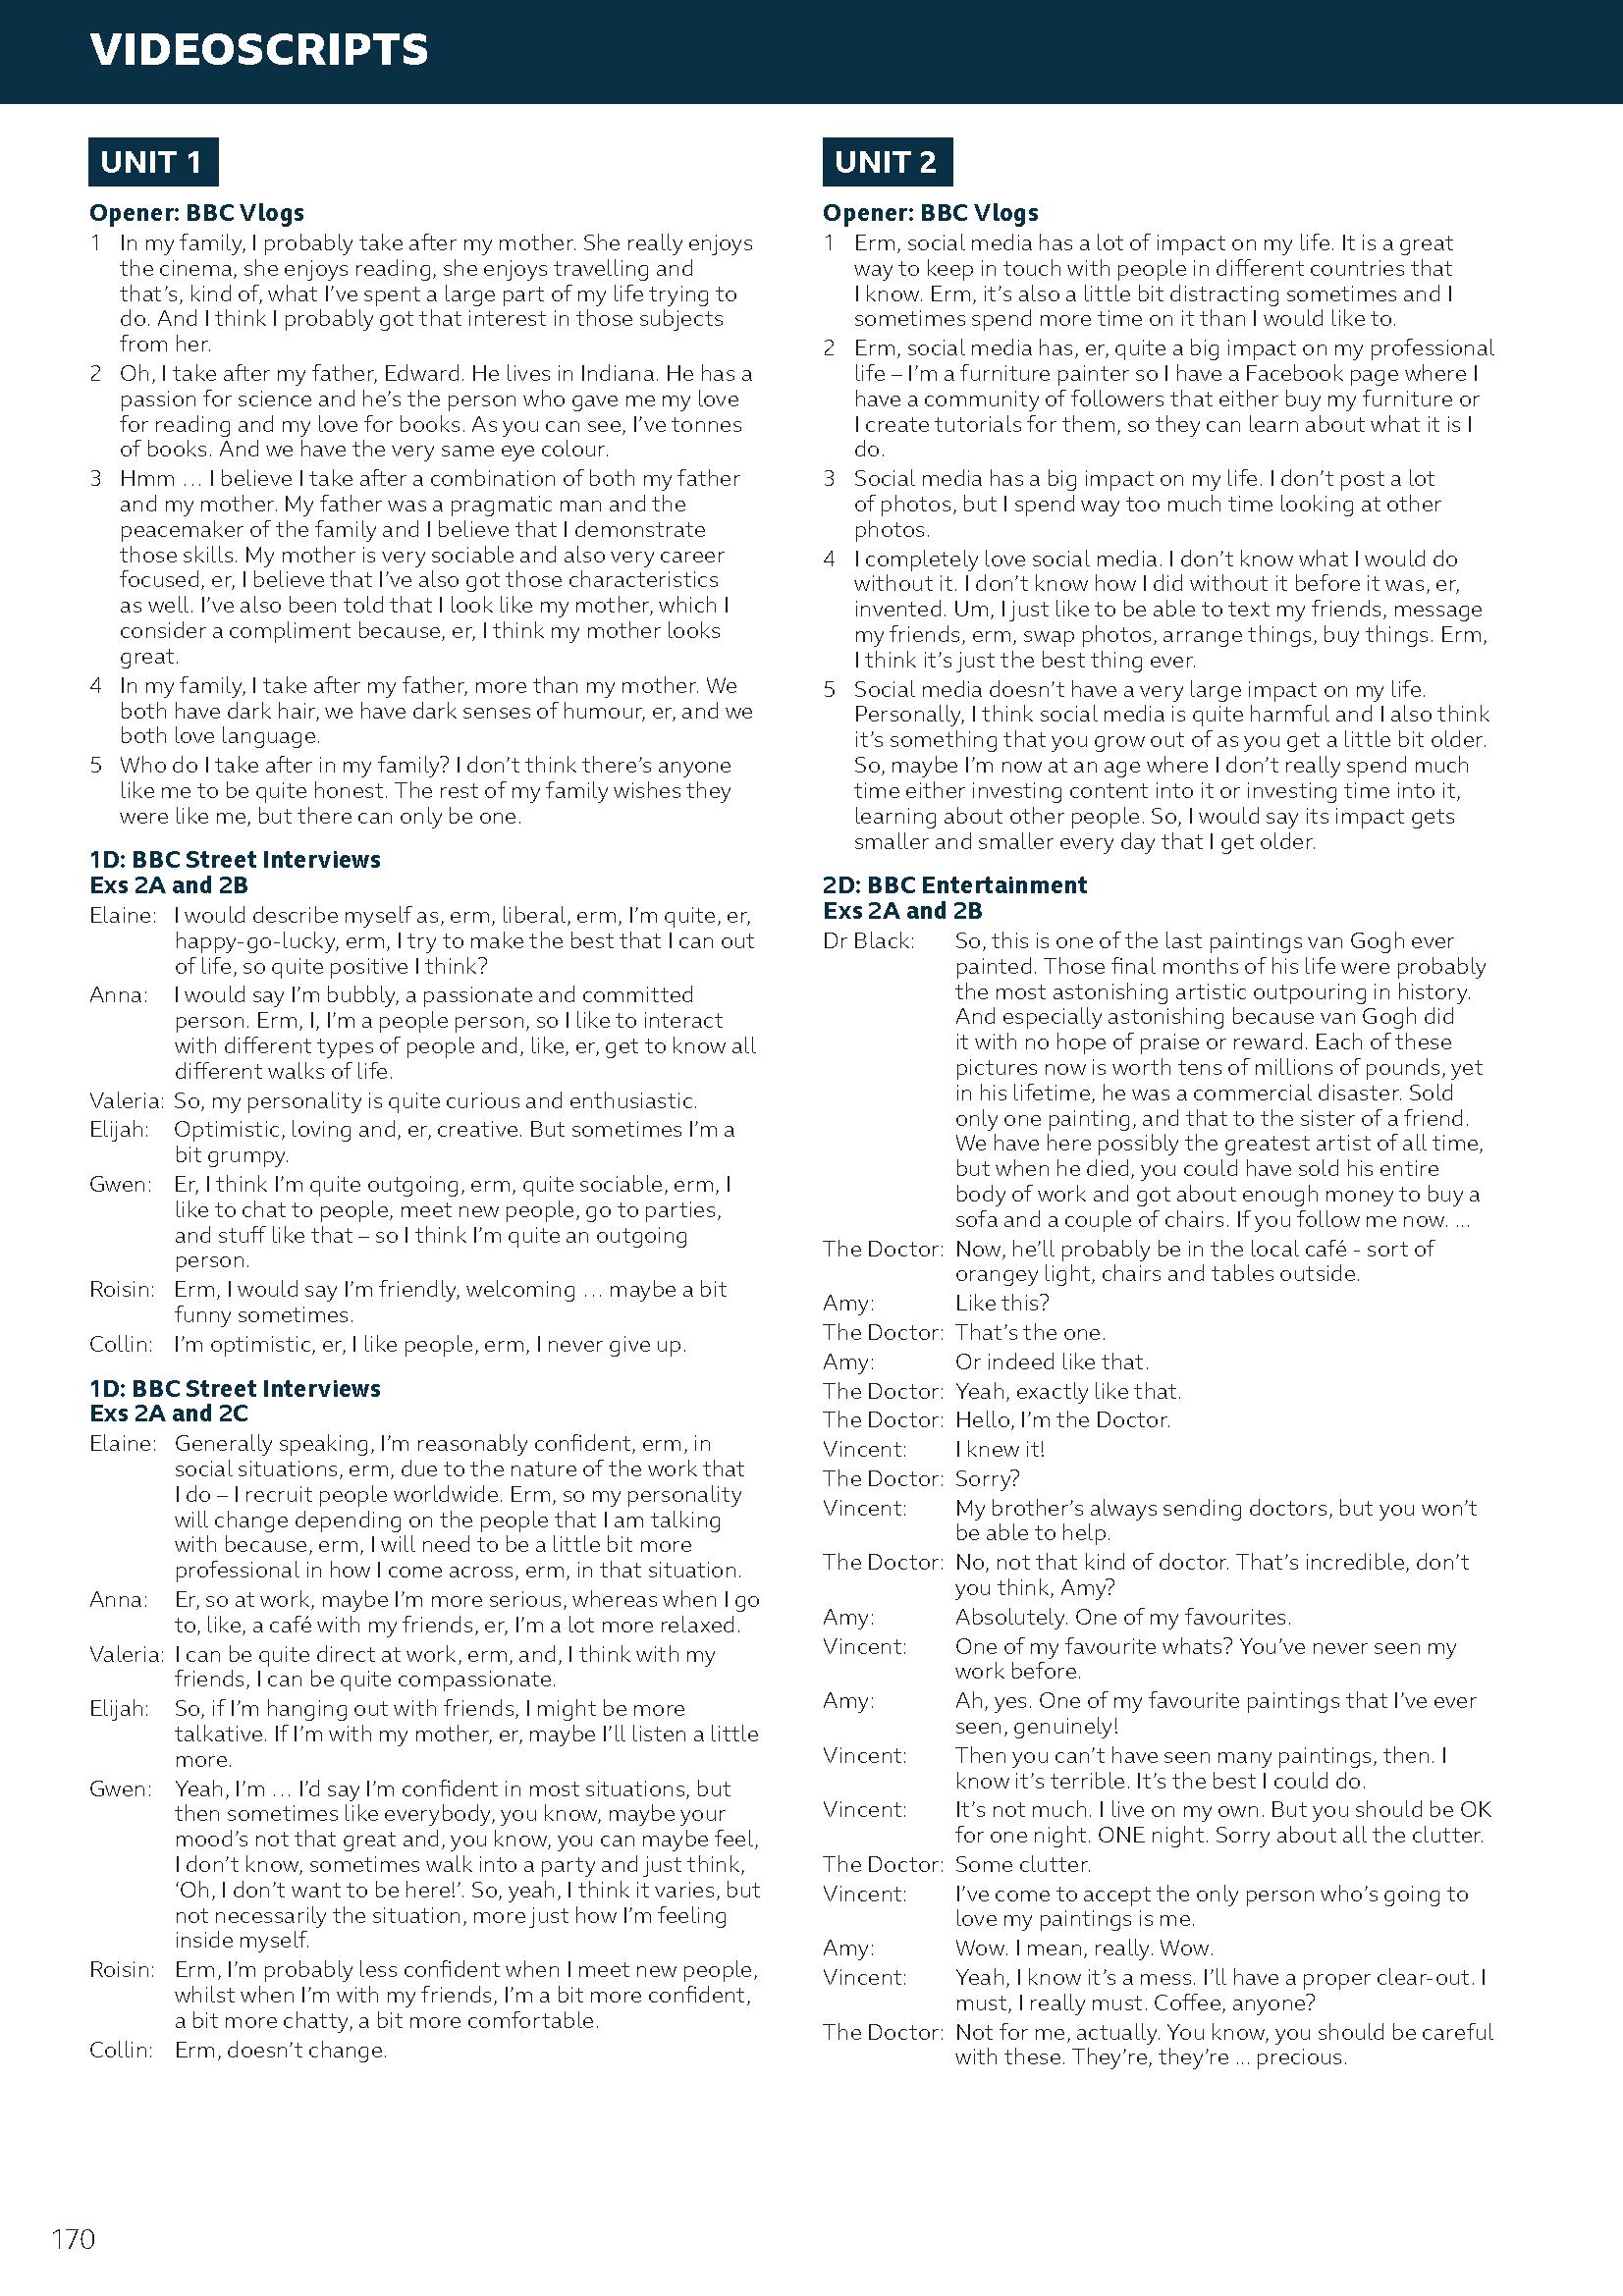 VIDEOSCRIPTS
UNIT 1
Opener: BBC Vlogs
1 In my family, I probably take after my mother. She really enjoys
the cinema, she enjoys reading, she enjoys travelling and
that's, kind of, what I've spent a large part of my life trying to
do. And I think I probably got that interest in those subjects
from her.
2 Oh, I take after my father, Edward. He lives in Indiana. He has a
passion for science and he's the person who gave me my love
for reading and my love for books. As you can see, I've tonnes
of books. And we have the very same eye colour.
3 Hmm … I believe I take after a combination of both my father
and my mother. My father was a pragmatic man and the
peacemaker of the family and I believe that I demonstrate
those skills. My mother is very sociable and also very career
focused, er, I believe that I've also got those characteristics
as well. I've also been told that I look like my mother, which I
consider a compliment because, er, I think my mother looks
great.
4 In my family, I take after my father, more than my mother. We
both have dark hair, we have dark senses of humour, er, and we
both love language.
5 Who do I take after in my family? I don't think there's anyone
like me to be quite honest. The rest of my family wishes they
were like me, but there can only be one.
1D: BBC Street Interviews
Exs 2A and 2B
Elaine: I would describe myself as, erm, liberal, erm, I'm quite, er,
happy-go-lucky, erm, I try to make the best that I can out
of life, so quite positive I think?
Anna: I would say I'm bubbly, a passionate and committed
person. Erm, I, I'm a people person, so I like to interact
with different types of people and, like, er, get to know all
different walks of life.
Valeria: So, my personality is quite curious and enthusiastic.
Elijah: Optimistic, loving and, er, creative. But sometimes I'm a
bit grumpy.
Gwen: Er, I think I'm quite outgoing, erm, quite sociable, erm, I
like to chat to people, meet new people, go to parties,
and stuff like that – so I think I'm quite an outgoing
person.
Roisin: Erm, I would say I'm friendly, welcoming … maybe a bit
funny sometimes.
Collin: I'm optimistic, er, I like people, erm, I never give up.
1D: BBC Street Interviews
Exs 2A and 2C
Elaine: Generally speaking, I'm reasonably confident, erm, in
social situations, erm, due to the nature of the work that
I do – I recruit people worldwide. Erm, so my personality
will change depending on the people that I am talking
with because, erm, I will need to be a little bit more
professional in how I come across, erm, in that situation.
Anna: Er, so at work, maybe I'm more serious, whereas when I go
to, like, a café with my friends, er, I'm a lot more relaxed.
Valeria: I can be quite direct at work, erm, and, I think with my
friends, I can be quite compassionate.
Elijah: So, if I'm hanging out with friends, I might be more
talkative. If I'm with my mother, er, maybe I'll listen a little
more.
Gwen: Yeah, I'm … I'd say I'm confident in most situations, but
then sometimes like everybody, you know, maybe your
mood's not that great and, you know, you can maybe feel,
I don't know, sometimes walk into a party and just think,
'Oh, I don't want to be here!'. So, yeah, I think it varies, but
not necessarily the situation, more just how I'm feeling
inside myself.
Roisin: Erm, I'm probably less confident when I meet new people,
whilst when I'm with my friends, I'm a bit more confident,
a bit more chatty, a bit more comfortable.
Collin: Erm, doesn't change.
UNIT 2
Opener: BBC Vlogs
1 Erm, social media has a lot of impact on my life. It is a great
way to keep in touch with people in different countries that
I know. Erm, it's also a little bit distracting sometimes and I
sometimes spend more time on it than I would like to.
2 Erm, social media has, er, quite a big impact on my professional
life – I'm a furniture painter so I have a Facebook page where I
have a community of followers that either buy my furniture or
I create tutorials for them, so they can learn about what it is I
do.
3 Social media has a big impact on my life. I don't post a lot
of photos, but I spend way too much time looking at other
photos.
4 I completely love social media. I don't know what I would do
without it. I don't know how I did without it before it was, er,
invented. Um, I just like to be able to text my friends, message
my friends, erm, swap photos, arrange things, buy things. Erm,
I think it's just the best thing ever.
5 Social media doesn't have a very large impact on my life.
Personally, I think social media is quite harmful and I also think
it's something that you grow out of as you get a little bit older.
So, maybe I'm now at an age where I don't really spend much
time either investing content into it or investing time into it,
learning about other people. So, I would say its impact gets
smaller and smaller every day that I get older.
2D: BBC Entertainment
Exs 2A and 2B
Dr Black: So, this is one of the last paintings van Gogh ever
painted. Those final months of his life were probably
the most astonishing artistic outpouring in history.
And especially astonishing because van Gogh did
it with no hope of praise or reward. Each of these
pictures now is worth tens of millions of pounds, yet
in his lifetime, he was a commercial disaster. Sold
only one painting, and that to the sister of a friend.
We have here possibly the greatest artist of all time,
but when he died, you could have sold his entire
body of work and got about enough money to buy a
sofa and a couple of chairs. If you follow me now. ...
The Doctor: Now, he'll probably be in the local café - sort of
orangey light, chairs and tables outside.
Amy: Like this?
The Doctor: That's the one.
Amy: Or indeed like that.
The Doctor: Yeah, exactly like that.
The Doctor: Hello, I'm the Doctor.
Vincent: I knew it!
The Doctor: Sorry?
Vincent: My brother's always sending doctors, but you won't
be able to help.
The Doctor: No, not that kind of doctor. That's incredible, don't
you think, Amy?
Amy: Absolutely. One of my favourites.
Vincent: One of my favourite whats? You've never seen my
work before.
Amy: Ah, yes. One of my favourite paintings that I've ever
seen, genuinely!
Vincent: Then you can't have seen many paintings, then. I
know it's terrible. It's the best I could do.
Vincent: It's not much. I live on my own. But you should be OK
for one night. ONE night. Sorry about all the clutter.
The Doctor: Some clutter.
Vincent: I've come to accept the only person who's going to
love my paintings is me.
Amy: Wow. I mean, really. Wow.
Vincent: Yeah, I know it's a mess. I'll have a proper clear-out. I
must, I really must. Coffee, anyone?
The Doctor: Not for me, actually. You know, you should be careful
with these. They're, they're ... precious.
170